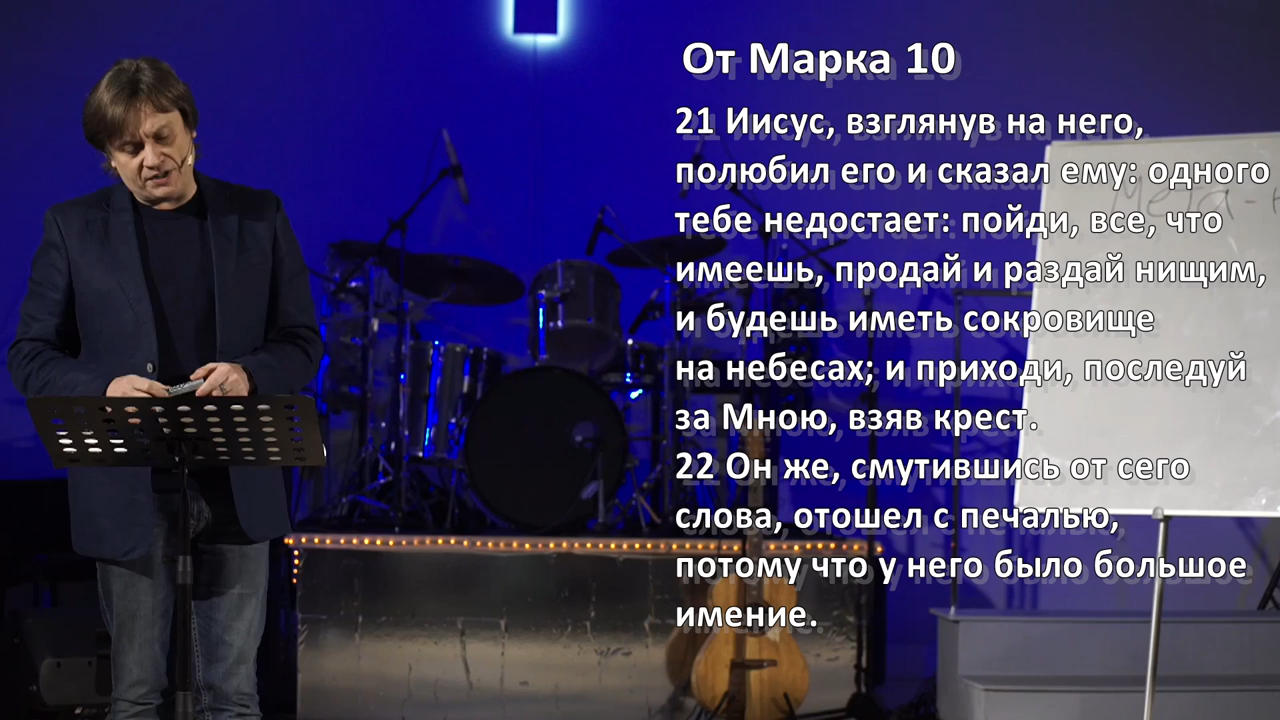 От Марка 10
21 Иисус, взглянув на него,
полюбил его и сказал ему: одного
тебе недостает: пойди, все, что
имеешь, продай и раздай нищим,
и будешь иметь сокровище
на небесах; и приходи, последуй
за Мною, взяв крест.
22 Он же, смутившись от сего
слова, отошел с печалью,
потому что у него было большое
имение.
Мета-